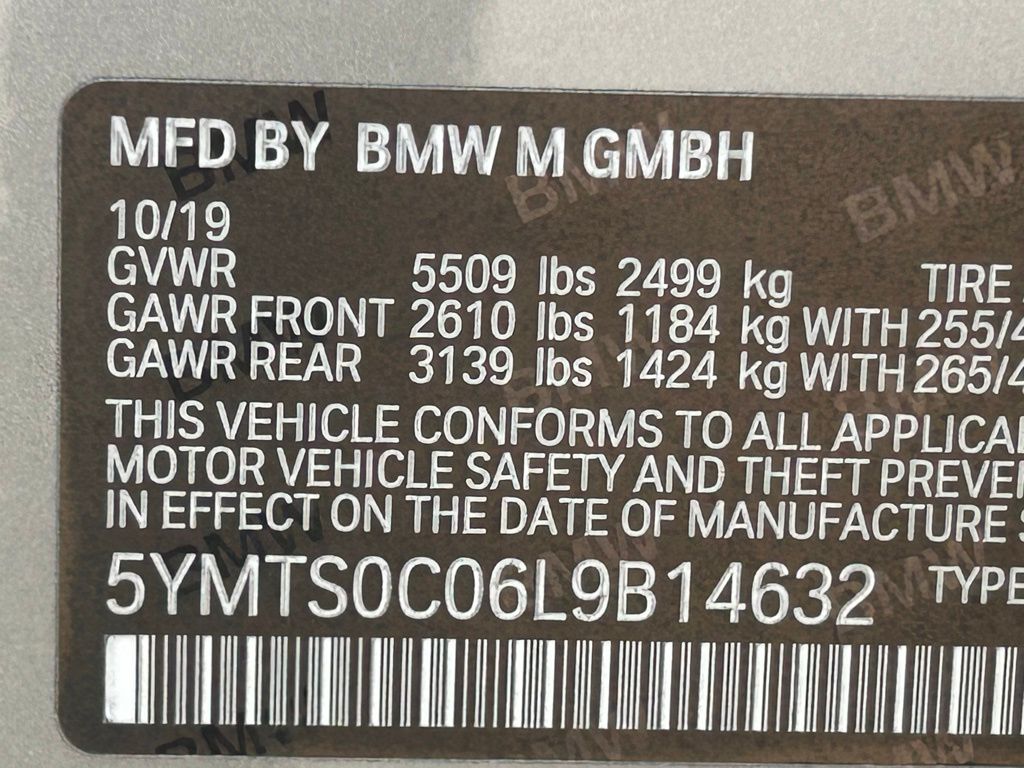 MFD BY BMW M GMBH
10/19
GVWR 5509 lbs 2499 kg TIRE
GAWR FRONT 2610 lbs 1184 kg WITH 255/4
GAWR REAR 3139 lbs 1424 kg WITH 265/4
THIS VEHICLE CONFORMS TO ALL APPLICA
MOTOR VEHICLE SAFETY AND THEFT PREVE
IN EFFECT ON THE DATE OF MANUFACTURE S
5YMTS0C06L9B14632 TYPE